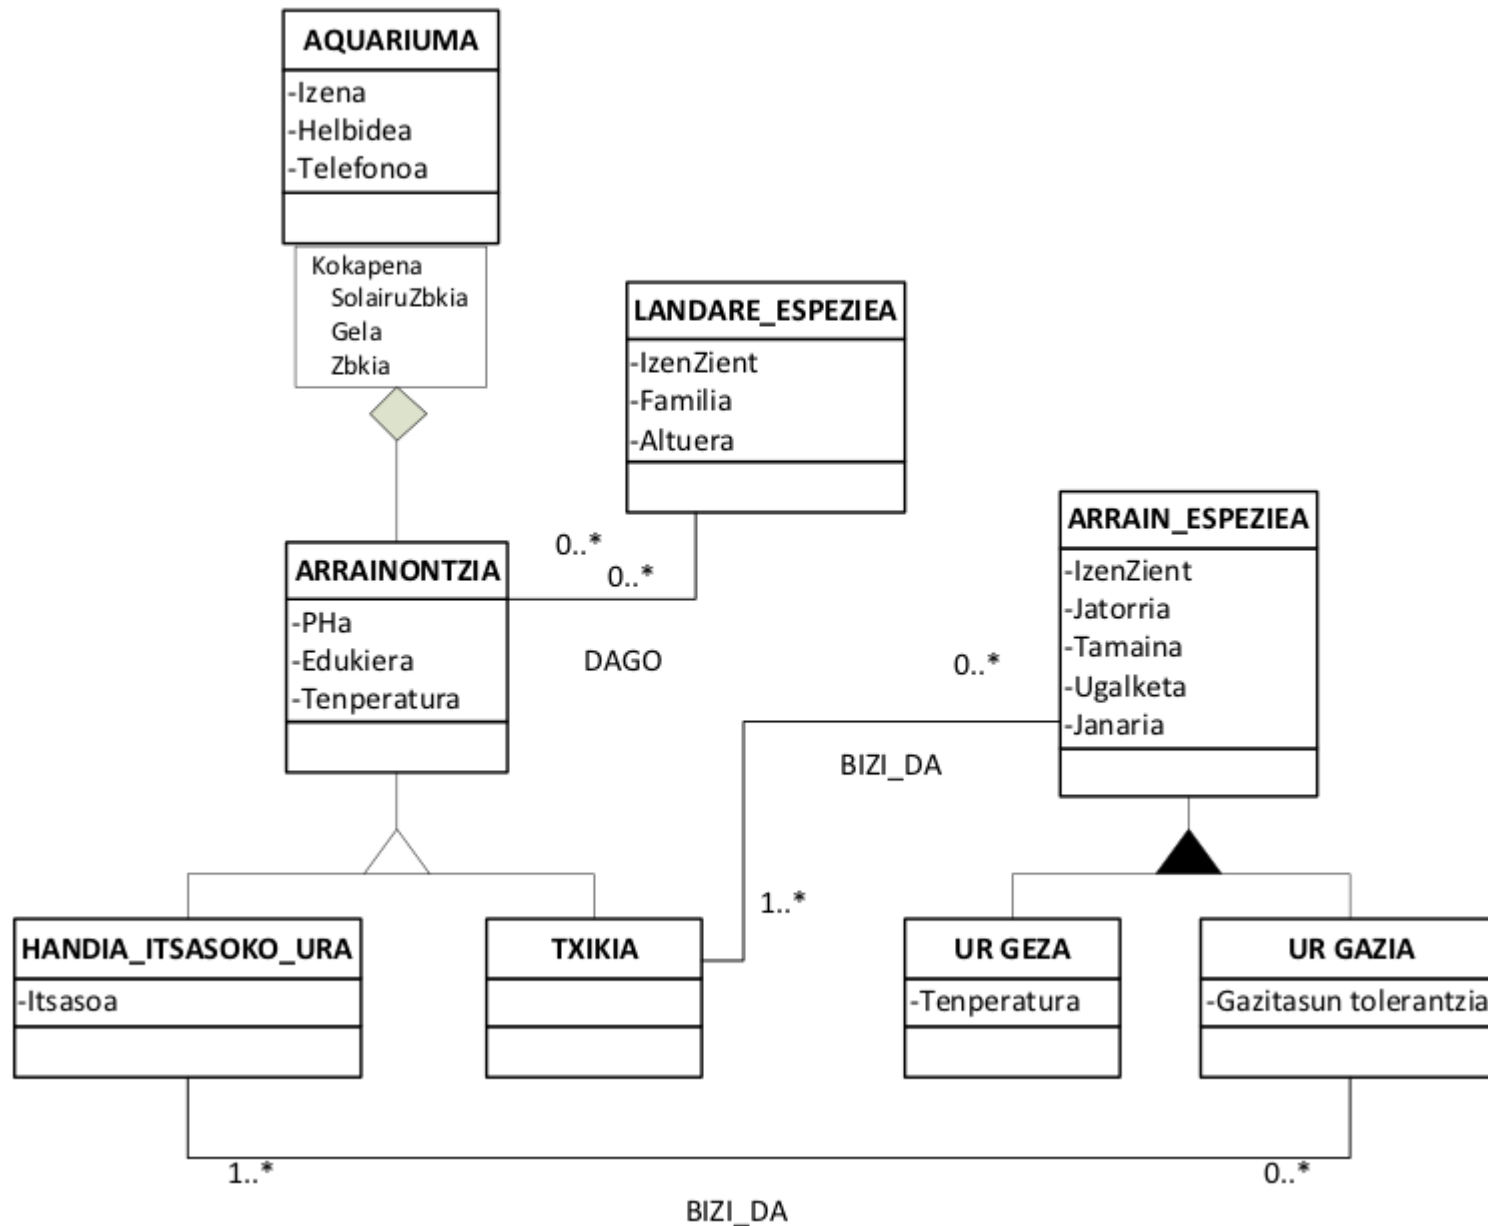 AQUARIUMA
-Izena
-Helbidea
-Telefonoa
Kokapena
SolairuZbkia
Gela
Zbkia
LANDARE_ESPEZIEA
-IzenZient
-Familia
-Altuera
ARRAINONTZIA
-PHa
-Edukiera
-Tenperatura
0..*
0..*
DAGO
ARRAIN_ESPEZIEA
-IzenZient
-Jatorria
-Tamaina
-Ugalketa
-Janaria
0..*
BIZI_DA
1..*
HANDIA_ITSASOKO_URA
-Itsasoa
TXIKIA
UR GEZA
-Tenperatura
UR GAZIA
-Gazitasun tolerantzia
1..*
0..*
BIZI_DA